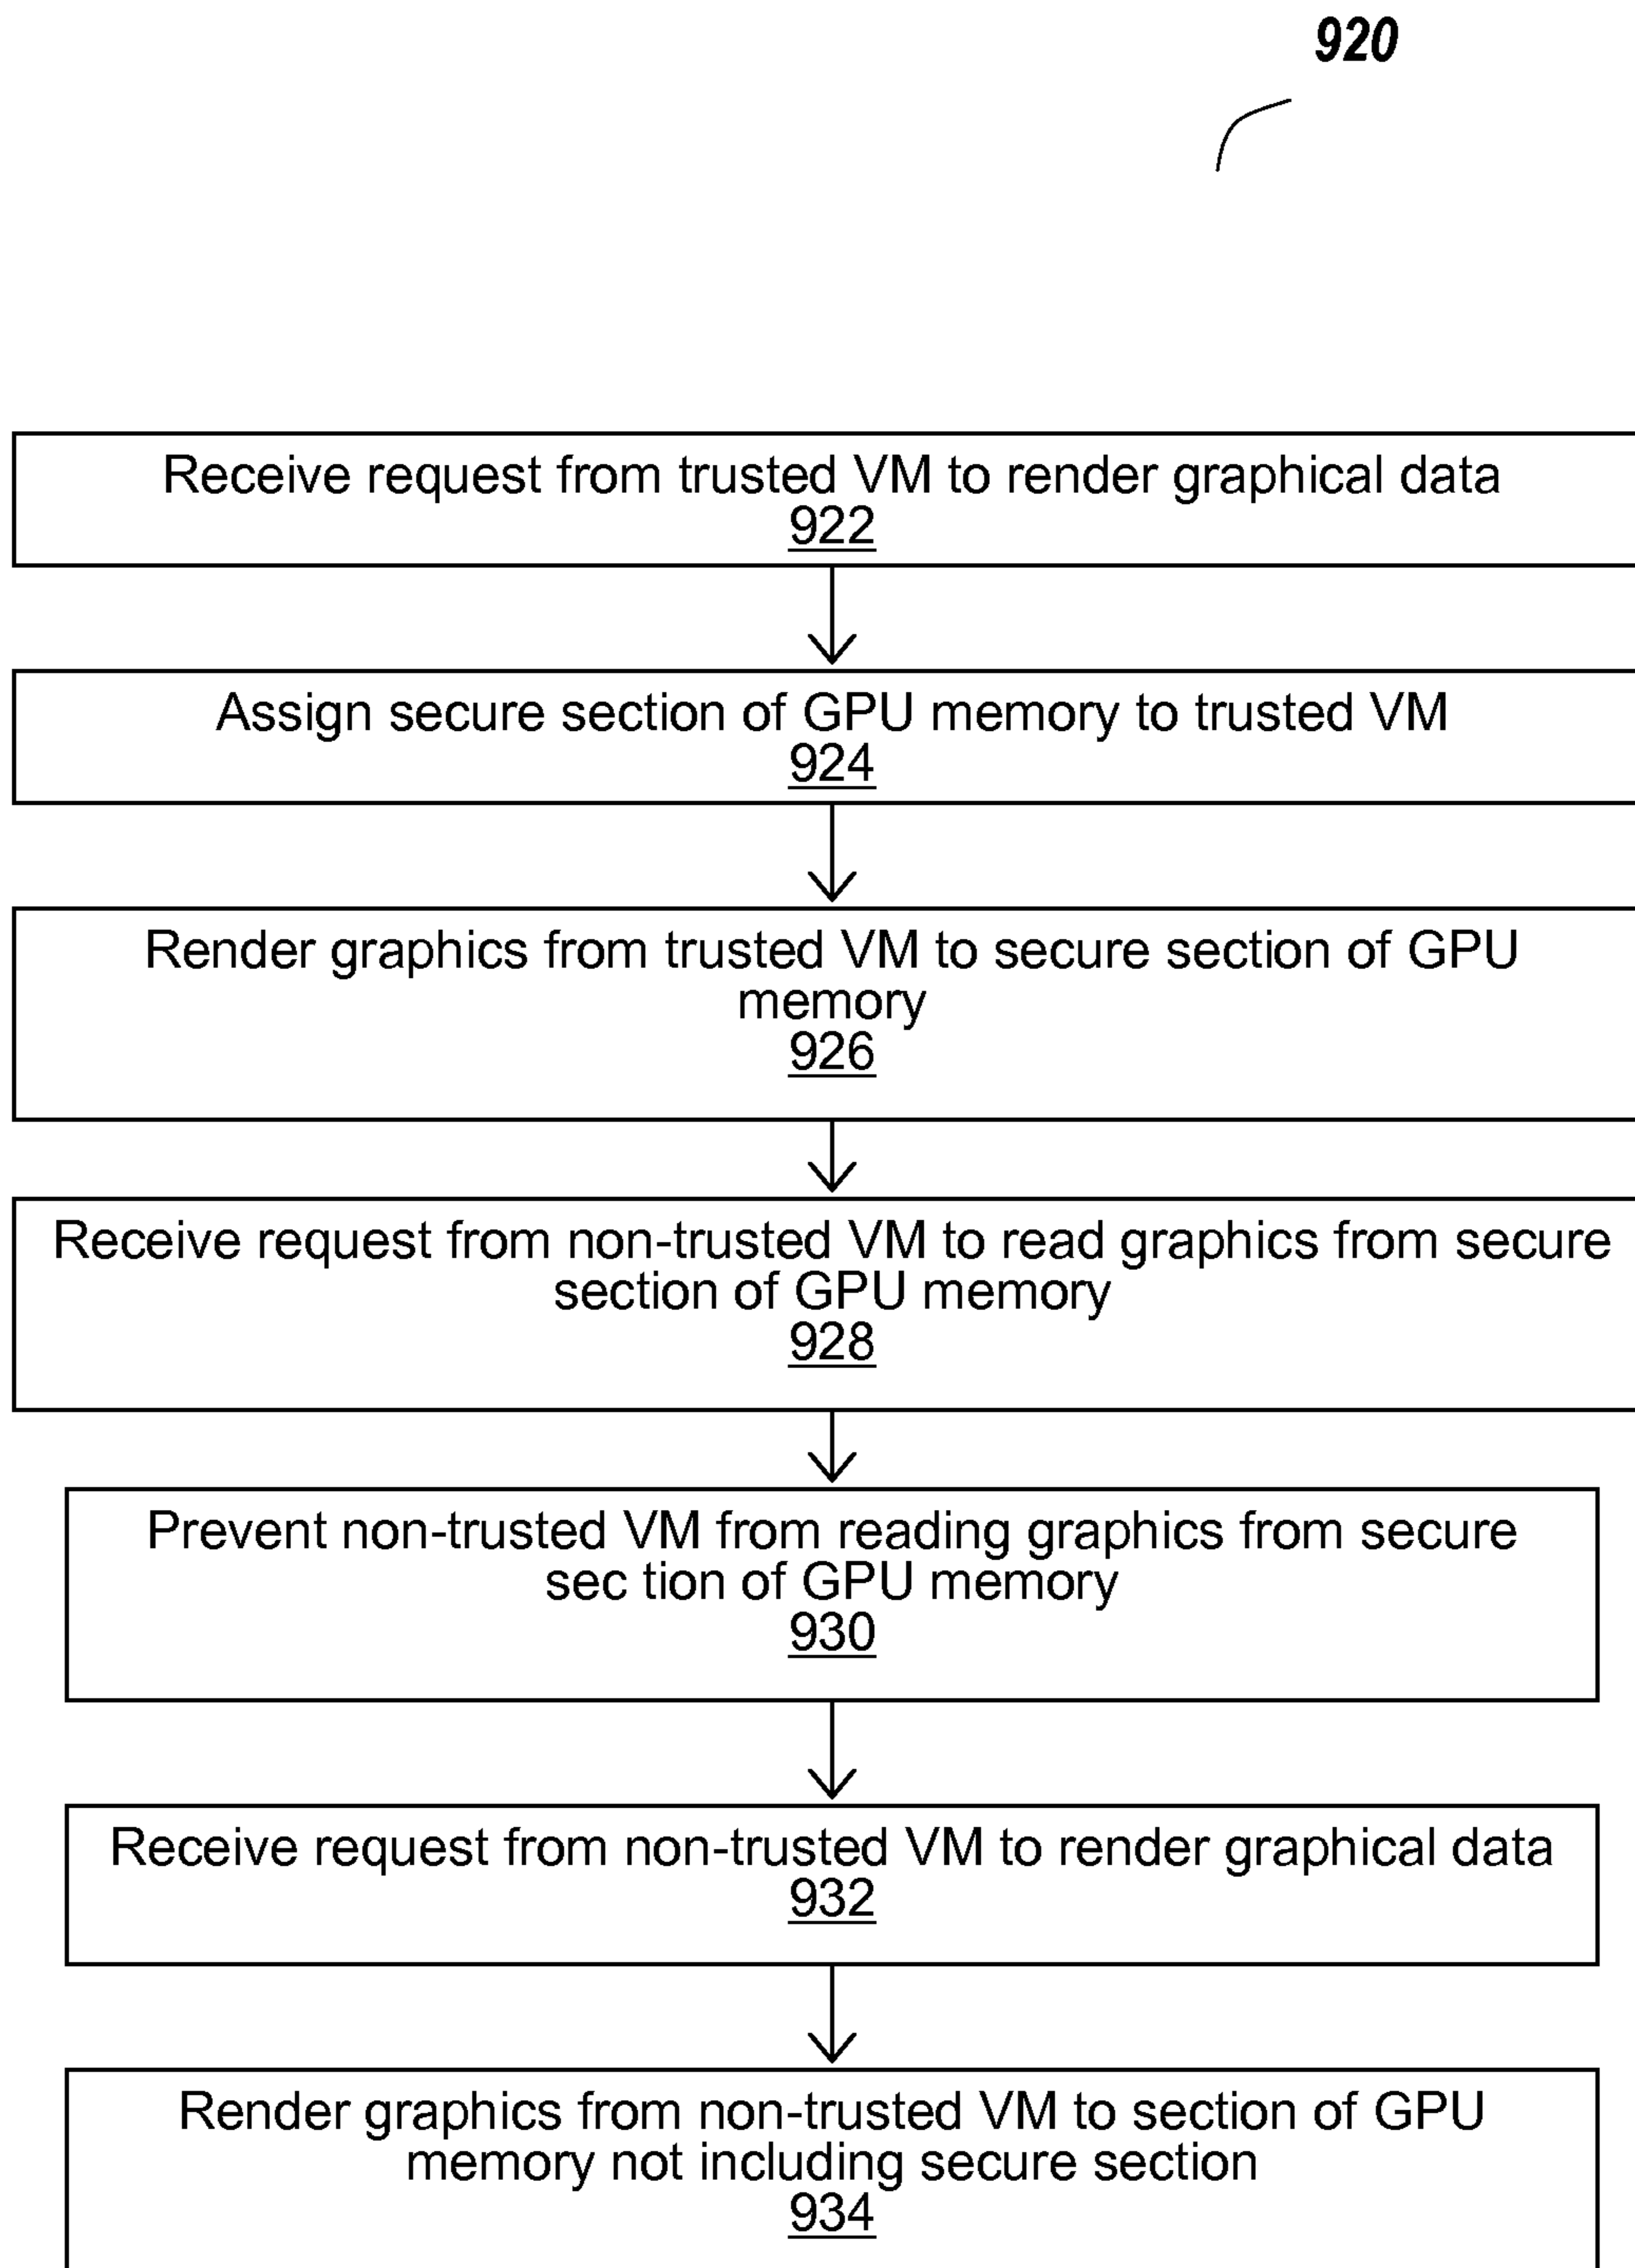 920
Receive request from trusted VM to render graphical data
922
Assign secure section of GPU memory to trusted VM
924
Render graphics from trusted VM to secure section of GPU
memory
926
Receive request from non-trusted VM to read graphics from secure
section of GPU memory
928
Prevent non-trusted VM from reading graphics from secure
sec tion of GPU memory
930
Receive request from non-trusted VM to render graphical data
932
Render graphics from non-trusted VM to section of GPU
memory not including secure section
934